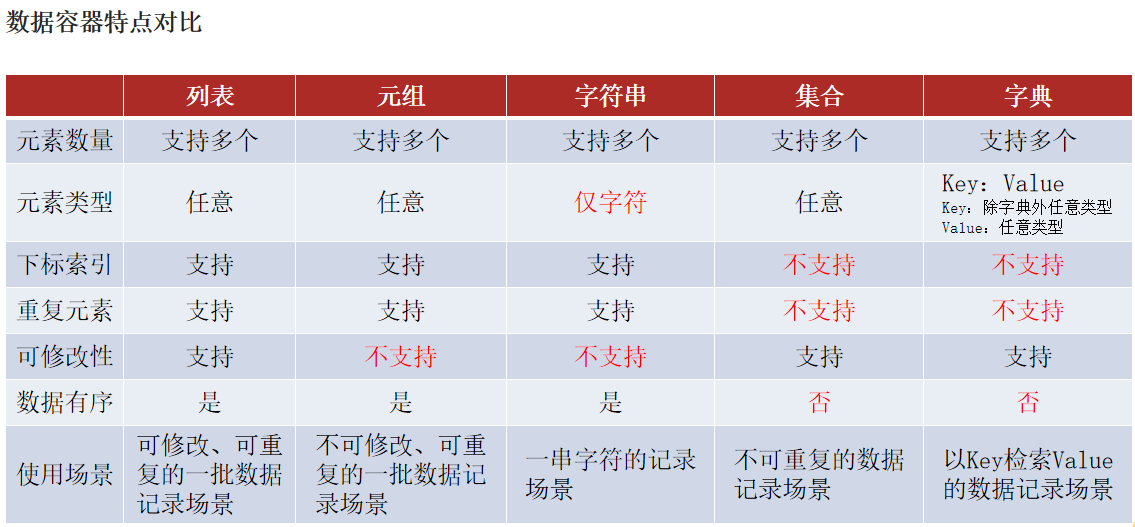 数据容器特点对比
列表 元组 字符串 集合 字典
元素数量 支持多个 支持多个 支持多个 支持多个 支持多个
元素类型 任意 任意 仅字符 任意 Key：Value
Key：除字典外任意类型
Value：任意类型
下标索引 支持 支持 支持 不支持 不支持
重复元素 支持 支持 支持 不支持 不支持
可修改性 支持 不支持 不支持 支持 支持
数据有序 是 是 是 否 否
使用场景
可修改、可重
复的一批数据
记录场景
不可修改、可重
复的一批数据记
录场景
一串字符的记录
场景
不可重复的数据
记录场景
以Key检索Value
的数据记录场景